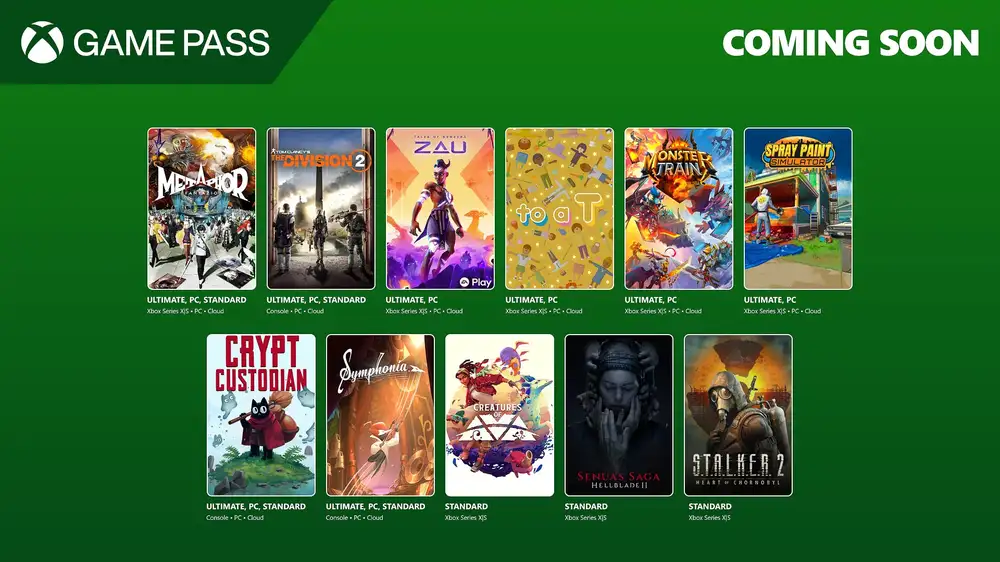 GAME PASS
COMING SOON
METAPHOR
REFANTAZIO
TOM CLANCY'S
THE DIVISION 2
TALES OF KENZERA
ZAU
EA Play
to a T
MONSTER
TRAIN
2
SPRAY PAINT
SIMULATOR
ULTIMATE, PC, STANDARD
Xbox Series X|S • PC • Cloud
ULTIMATE, PC, STANDARD
Console • PC • Cloud
ULTIMATE, PC
Xbox Series X|S • PC • Cloud
ULTIMATE, PC
Xbox Series X|S • PC • Cloud
ULTIMATE, PC
Xbox Series X|S • PC • Cloud
ULTIMATE, PC
Xbox Series X|S • PC • Cloud
CRYPT
CUSTODIAN
Symphonia
CREATURES
OF
AVA
SENUA'S SAGA
HELLBLADE II
S.T.A.L.K.E.R. 2
HEART OF CHORNOBYL
ULTIMATE, PC, STANDARD
Console • PC • Cloud
ULTIMATE, PC, STANDARD
Console • PC • Cloud
STANDARD
Xbox Series X|S
STANDARD
Xbox Series X|S
STANDARD
Xbox Series X|S